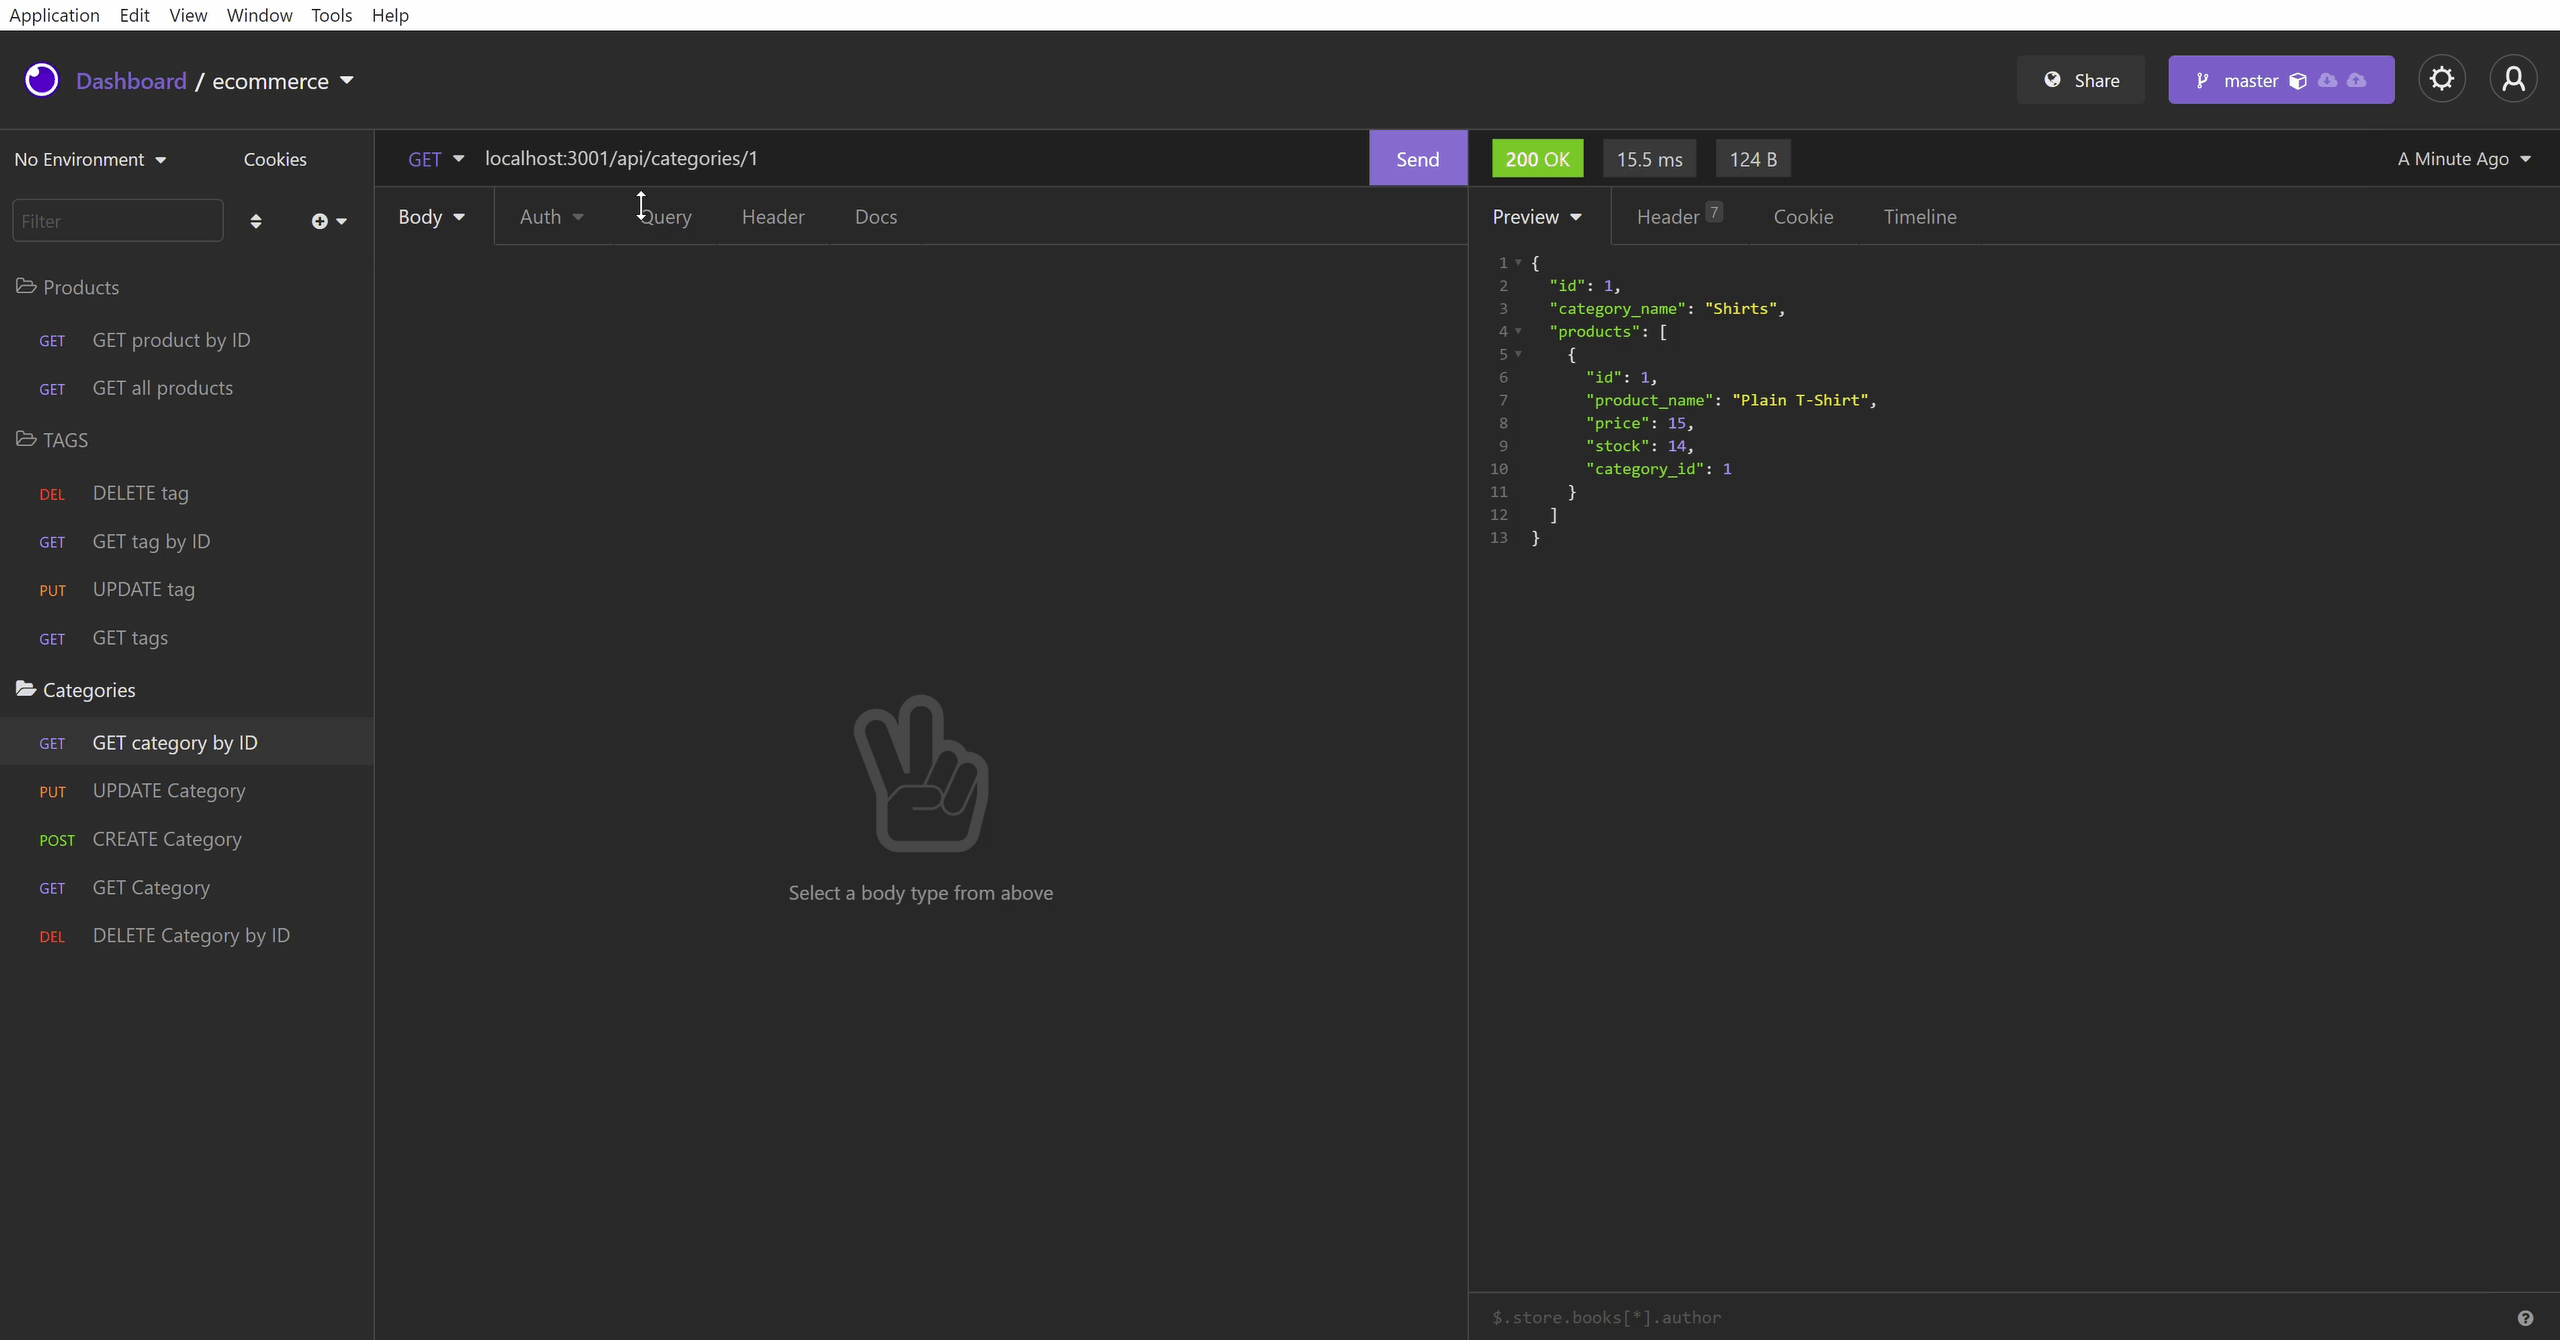 Application Edit View Window Tools Help
Dashboard / ecommerce
Share
master
No Environment Cookies
GET localhost:3001/api/categories/1
Send
200 OK 15.5 ms 124 B
A Minute Ago
Filter
Body Auth Query Header Docs
Preview Header 7 Cookie Timeline
Products
GET GET product by ID
GET GET all products
TAGS
DEL DELETE tag
GET GET tag by ID
PUT UPDATE tag
GET GET tags
Categories
GET GET category by ID
PUT UPDATE Category
POST CREATE Category
GET GET Category
DEL DELETE Category by ID
Select a body type from above
1 {
2 "id": 1,
3 "category_name": "Shirts",
4 "products": [
5 {
6 "id": 1,
7 "product_name": "Plain T-Shirt",
8 "price": 15,
9 "stock": 14,
10 "category_id": 1
11 }
12 ]
13 }
$.store.books[*].author